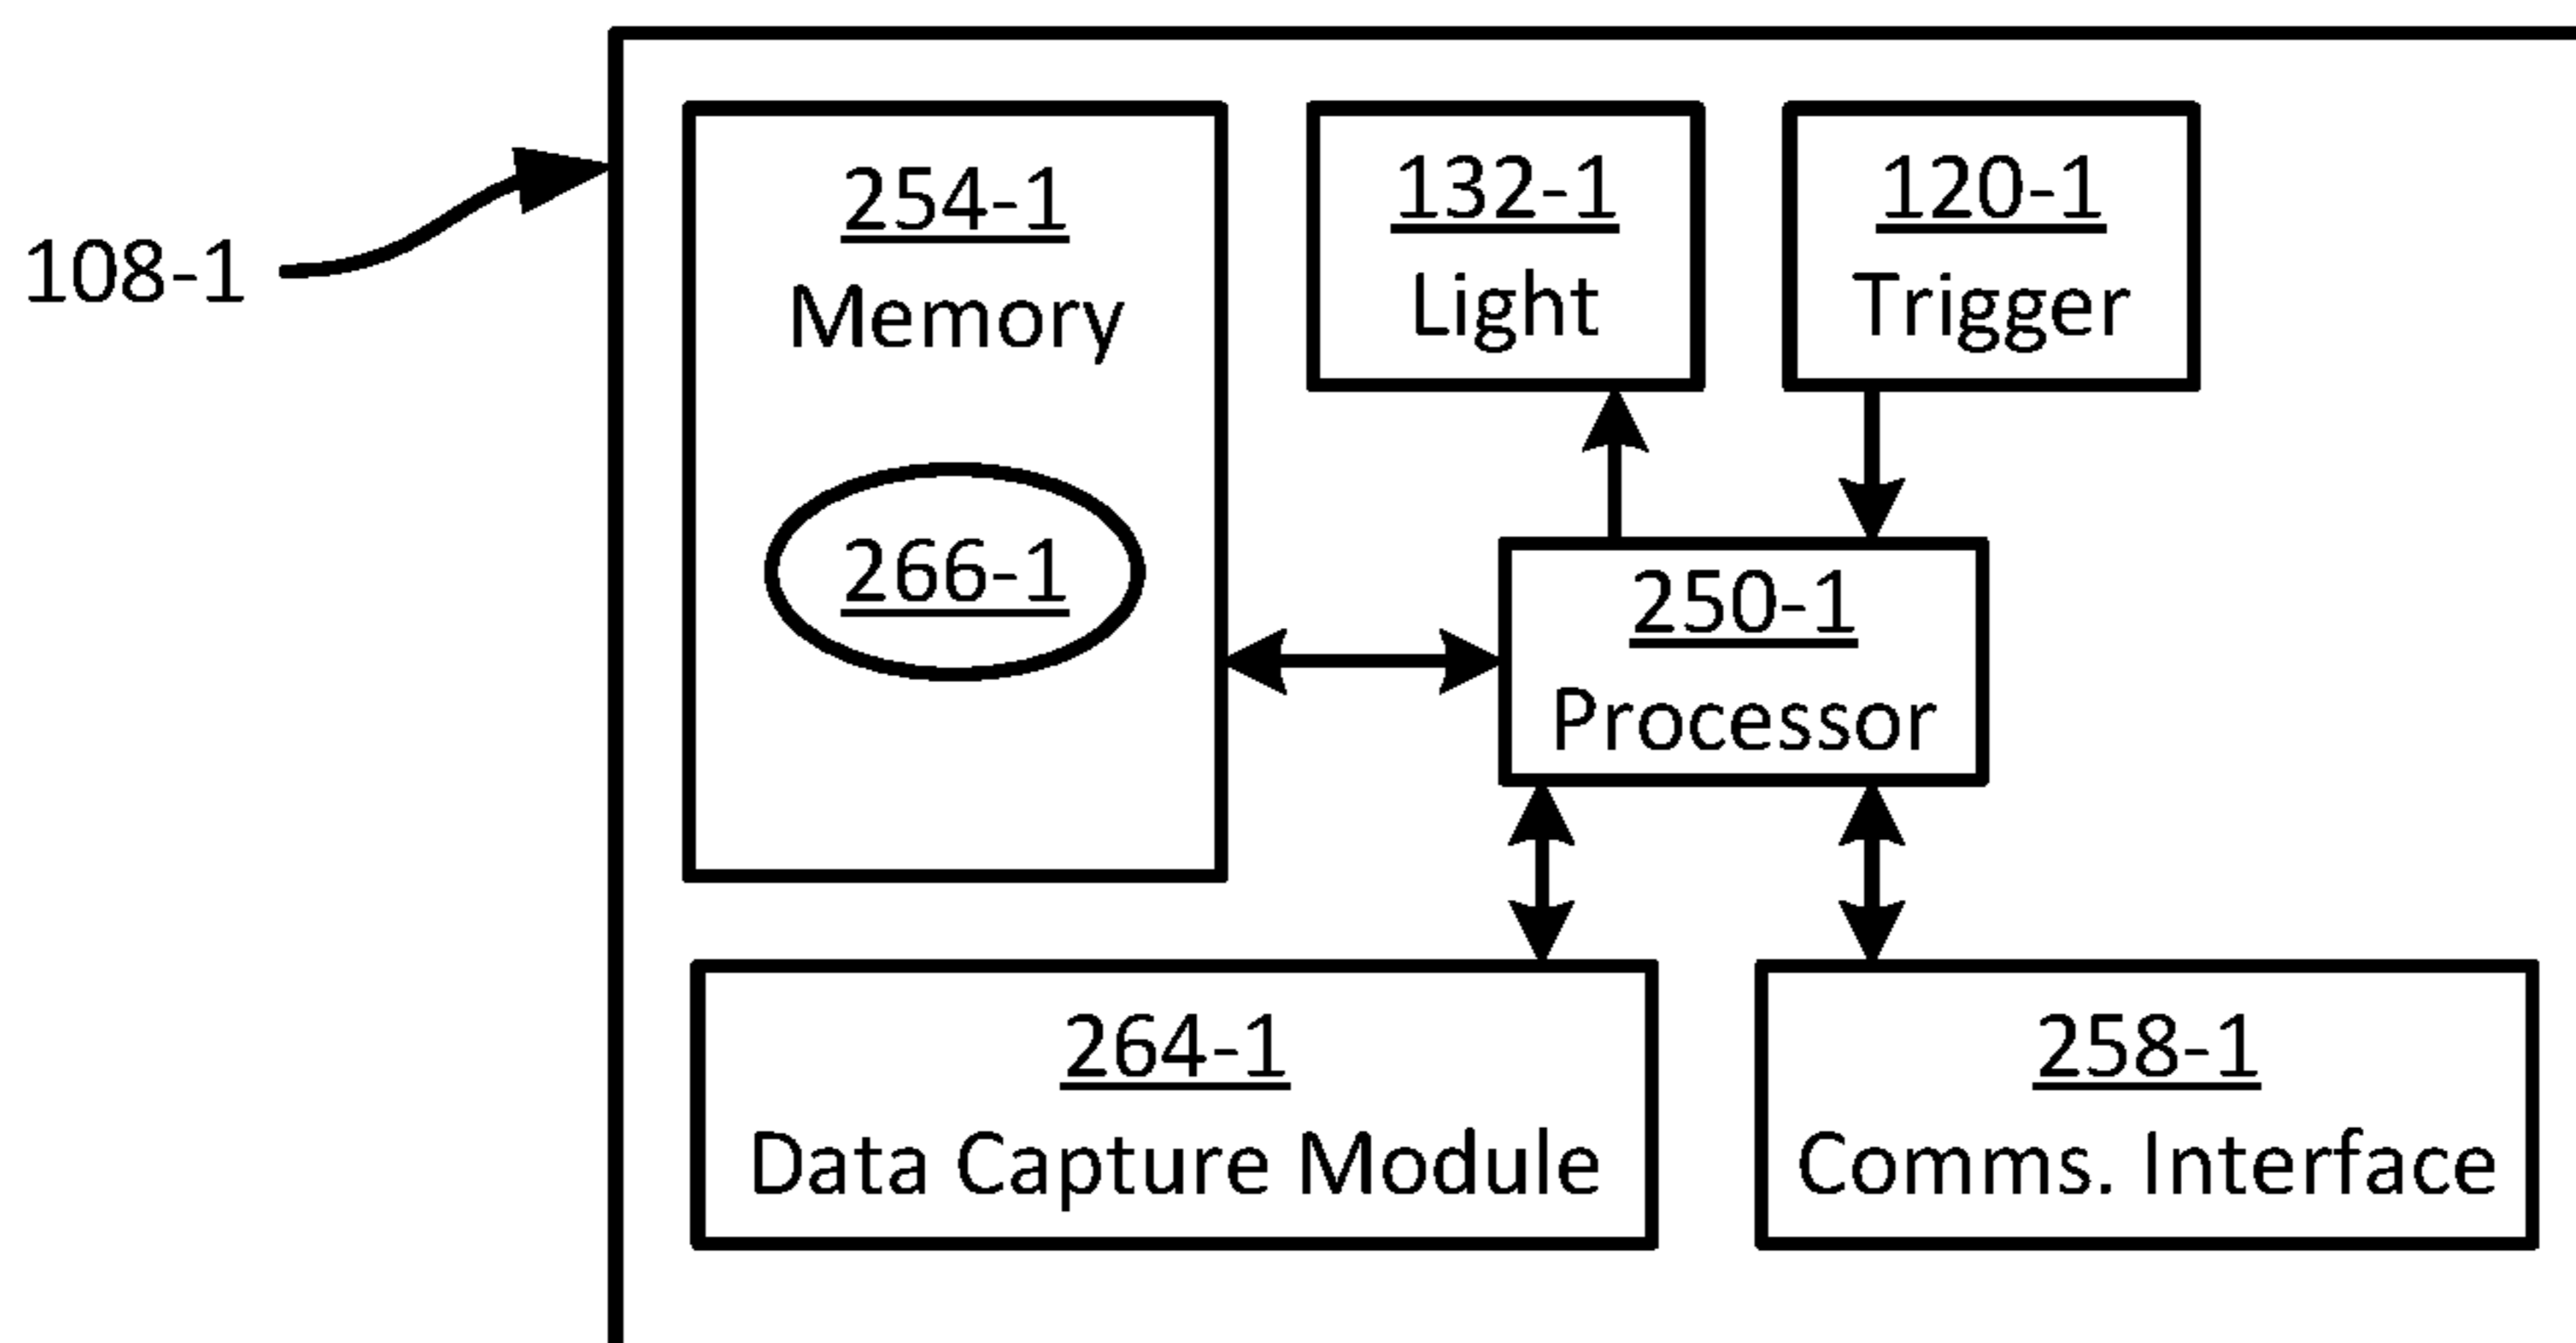 108-1
254-1
Memory
266-1
132-1
Light
120-1
Trigger
250-1
Processor
264-1
Data Capture Module
258-1
Comms. Interface